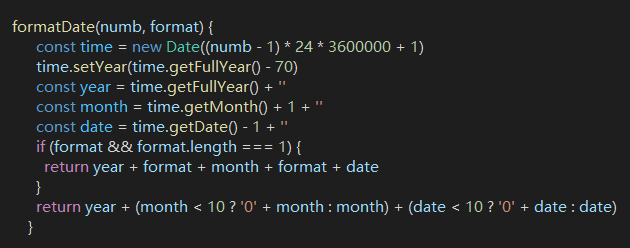 formatDate(numb, format) {
const time = new Date((numb - 1) * 24 * 3600000 + 1)
time.setYear(time.getFullYear() - 70)
const year = time.getFullYear() + ''
const month = time.getMonth() + 1 + ''
const date = time.getDate() - 1 + ''
if (format && format.length === 1) {
return year + format + month + format + date
}
return year + (month < 10 ? '0' + month : month) + (date < 10 ? '0' + date : date)
}